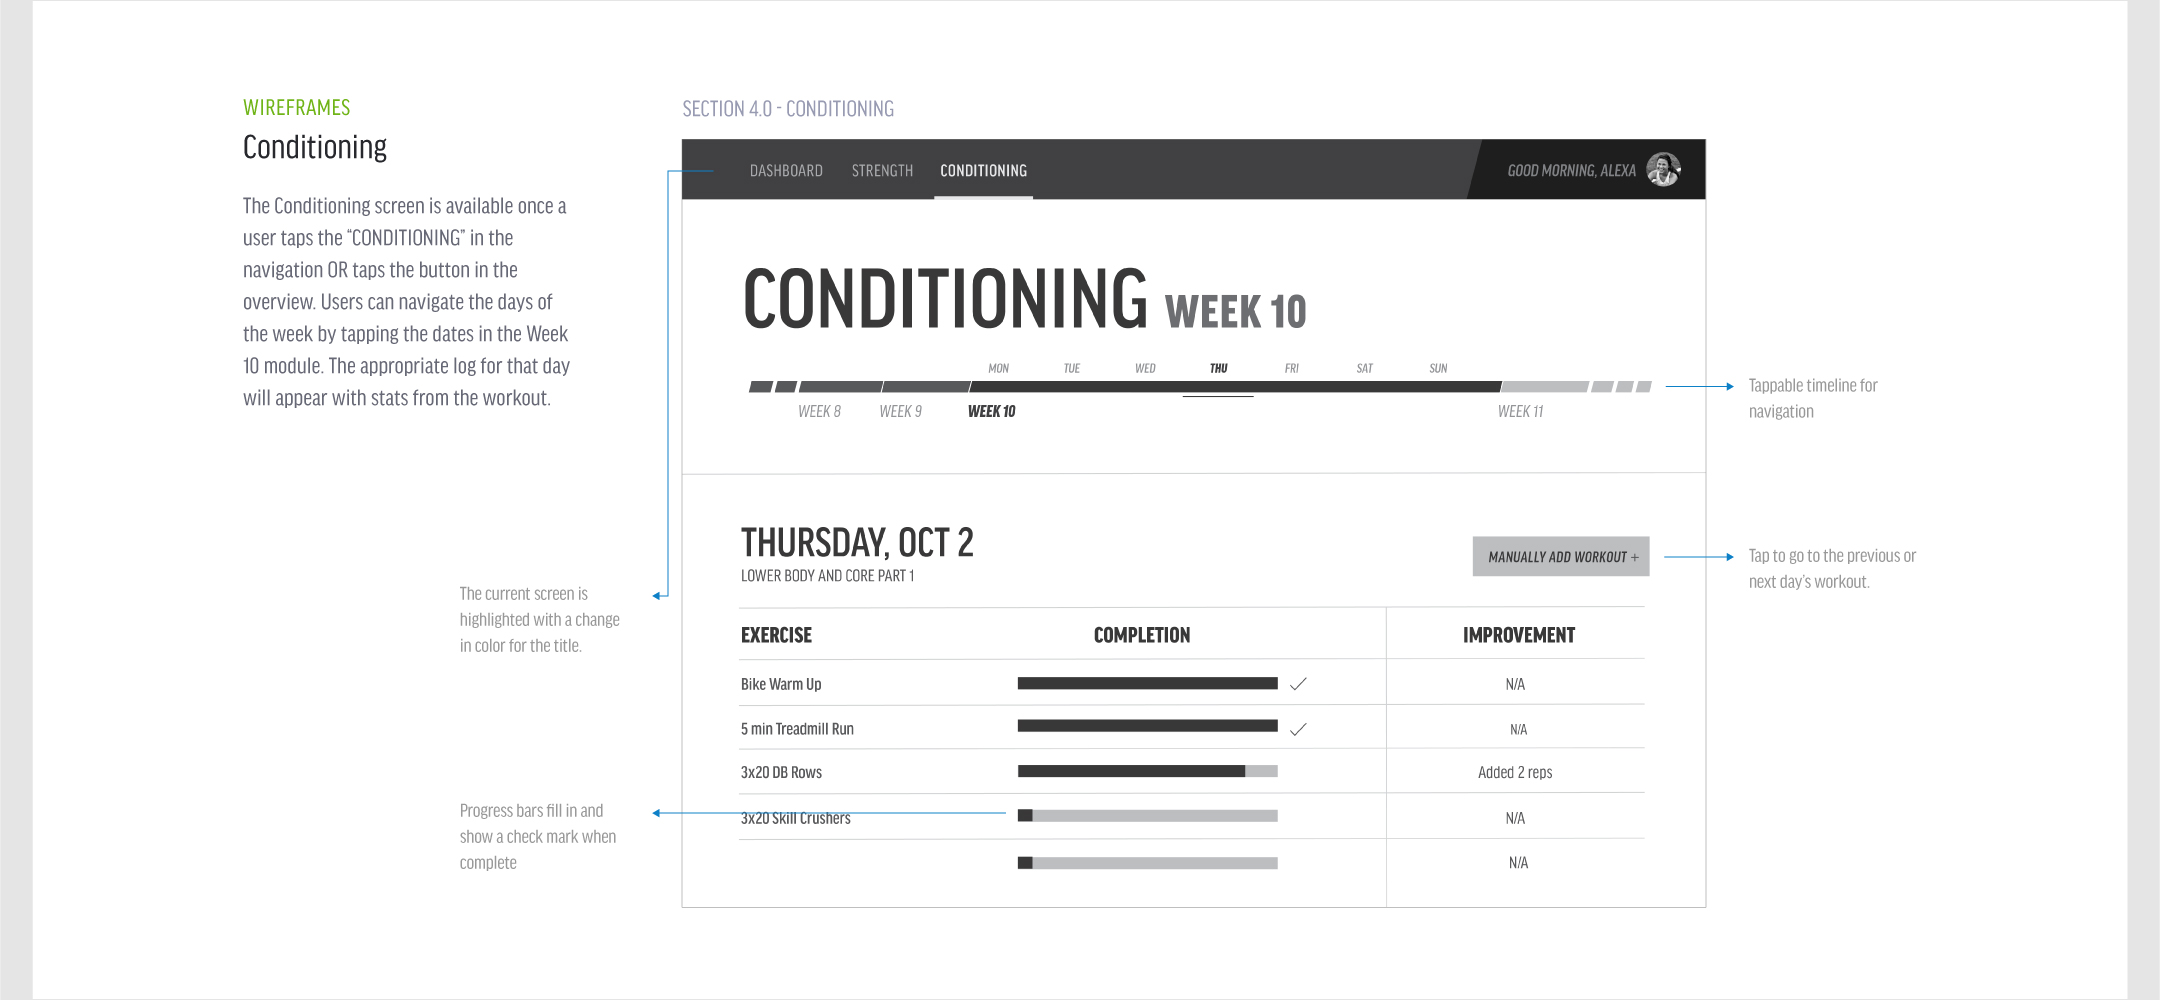 WIREFRAMES
Conditioning
The Conditioning screen is available once a
user taps the “CONDITIONING” in the
navigation OR taps the button in the
overview. Users can navigate the days of
the week by tapping the dates in the Week
10 module. The appropriate log for that day
will appear with stats from the workout.
The current screen is
highlighted with a change
in color for the title.
Progress bars fill in and
show a check mark when
complete
SECTION 4.0 - CONDITIONING
DASHBOARD STRENGTH CONDITIONING GOOD MORNING, ALEXA
CONDITIONING WEEK 10
MON TUE WED THU FRI SAT SUN
WEEK 8 WEEK 9 WEEK 10 WEEK 11
Tappable timeline for
navigation
THURSDAY, OCT 2
LOWER BODY AND CORE PART 1
MANUALLY ADD WORKOUT +
Tap to go to the previous or
next day's workout.
EXERCISE COMPLETION IMPROVEMENT
Bike Warm Up N/A
5 min Treadmill Run N/A
3x20 DB Rows Added 2 reps
3x20 Skill Crushers N/A
N/A